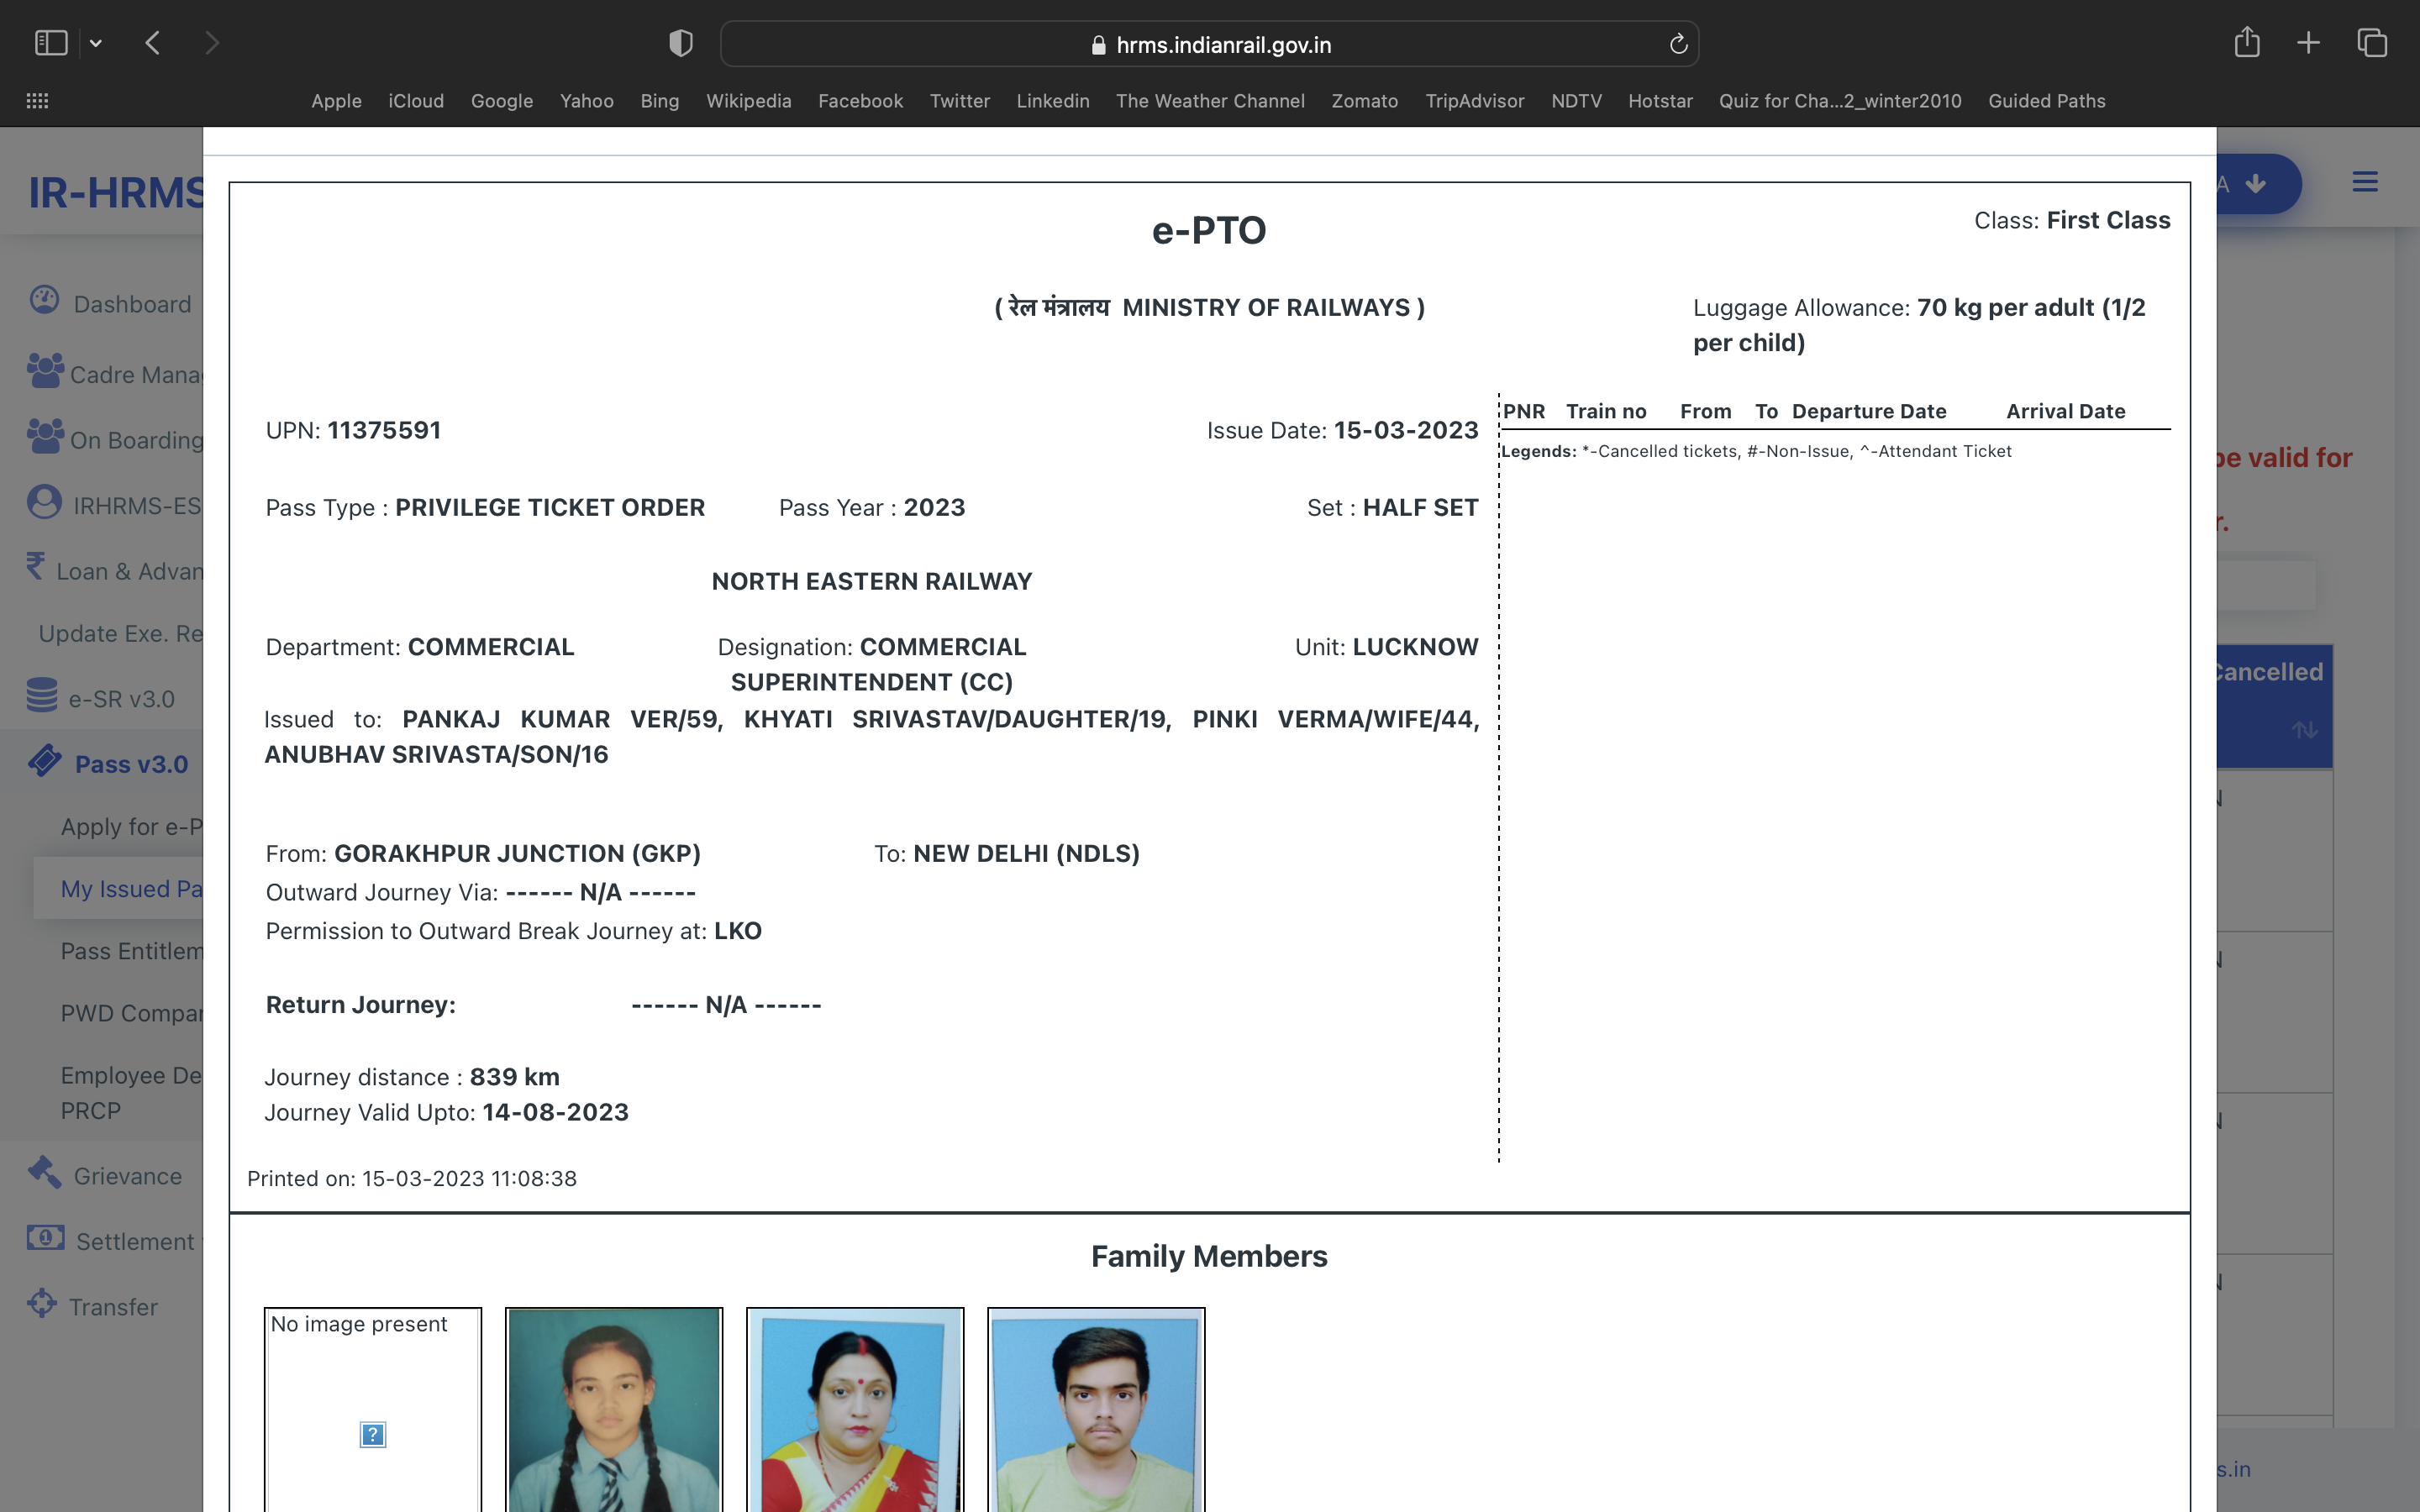 hrms.indianrail.gov.in
Apple iCloud Google Yahoo Bing Wikipedia Facebook Twitter Linkedin The Weather Channel Zomato TripAdvisor NDTV Hotstar Quiz for Cha...2_winter2010 Guided Paths
IR-HRMS
A
Dashboard
Cadre Mana
On Boarding
IRHRMS-ES
Loan & Advan
Update Exe. Re
e-SR v3.0
Pass v3.0
Apply for e-P
My Issued Pa
Pass Entitlem
PWD Compa
Employee De
PRCP
Grievance
Settlement
Transfer
e-PTO
Class: First Class
( रेल मंत्रालय MINISTRY OF RAILWAYS )
Luggage Allowance: 70 kg per adult (1/2
per child)
UPN: 11375591 Issue Date: 15-03-2023
Pass Type : PRIVILEGE TICKET ORDER Pass Year : 2023 Set : HALF SET
NORTH EASTERN RAILWAY
Department: COMMERCIAL Designation: COMMERCIAL Unit: LUCKNOW
SUPERINTENDENT (CC)
Issued to: PANKAJ KUMAR VER/59, KHYATI SRIVASTAV/DAUGHTER/19, PINKI VERMA/WIFE/44,
ANUBHAV SRIVASTA/SON/16
From: GORAKHPUR JUNCTION (GKP) To: NEW DELHI (NDLS)
Outward Journey Via: ------ N/A ------
Permission to Outward Break Journey at: LKO
Return Journey: ------ N/A ------
Journey distance : 839 km
Journey Valid Upto: 14-08-2023
Printed on: 15-03-2023 11:08:38
PNR Train no From To Departure Date Arrival Date
Legends: *-Cancelled tickets, #-Non-Issue, ^-Attendant Ticket
Family Members
No image present
be valid for
r.
Cancelled
N
N
N
N
s.in